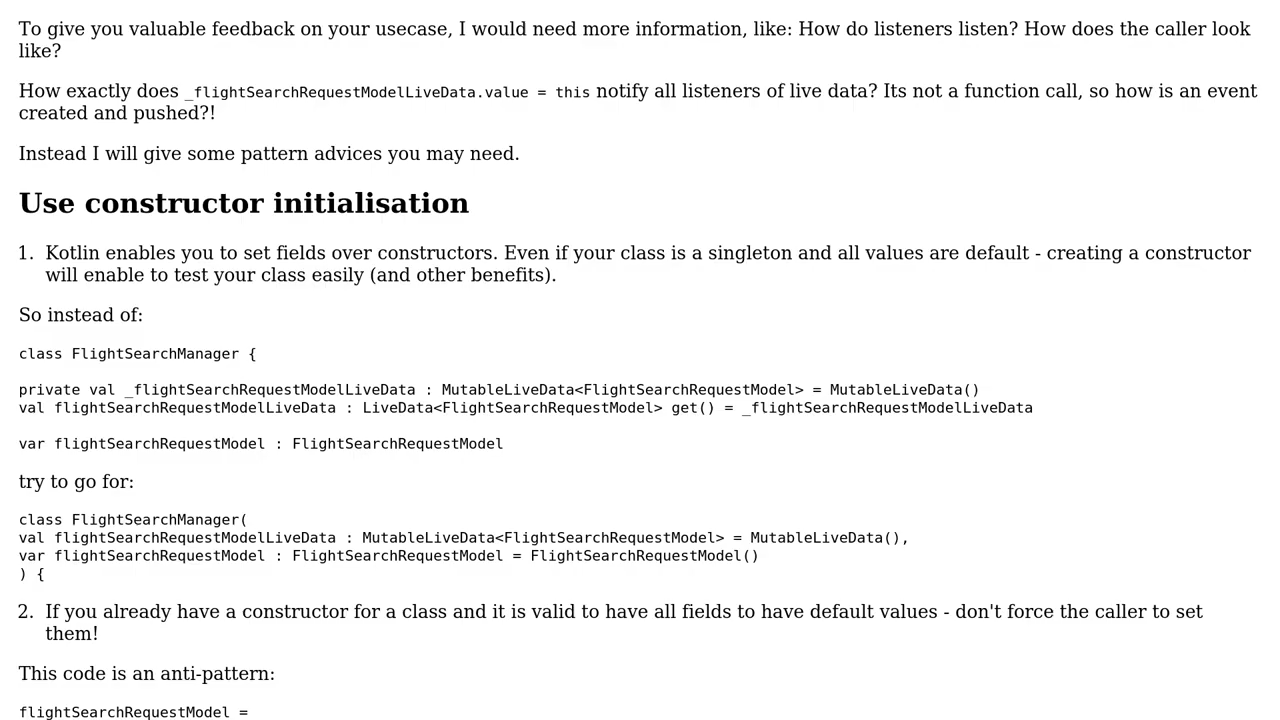 To give you valuable feedback on your usecase, I would need more information, like: How do listeners listen? How does the caller look
like?
How exactly does _flightSearchRequestModelLiveData.value = this notify all listeners of live data? Its not a function call, so how is an event
created and pushed?!
Instead I will give some pattern advices you may need.
Use constructor initialisation
1. Kotlin enables you to set fields over constructors. Even if your class is a singleton and all values are default - creating a constructor
will enable to test your class easily (and other benefits).
So instead of:
class FlightSearchManager {
private val _flightSearchRequestModelLiveData : MutableLiveData<FlightSearchRequestModel> = MutableLiveData()
val flightSearchRequestModelLiveData : LiveData<FlightSearchRequestModel> get() = _flightSearchRequestModelLiveData
var flightSearchRequestModel : FlightSearchRequestModel
try to go for:
class FlightSearchManager(
val flightSearchRequestModelLiveData : MutableLiveData<FlightSearchRequestModel> = MutableLiveData(),
var flightSearchRequestModel : FlightSearchRequestModel = FlightSearchRequestModel()
) {
2. If you already have a constructor for a class and it is valid to have all fields to have default values - don't force the caller to set
them!
This code is an anti-pattern:
flightSearchRequestModel =